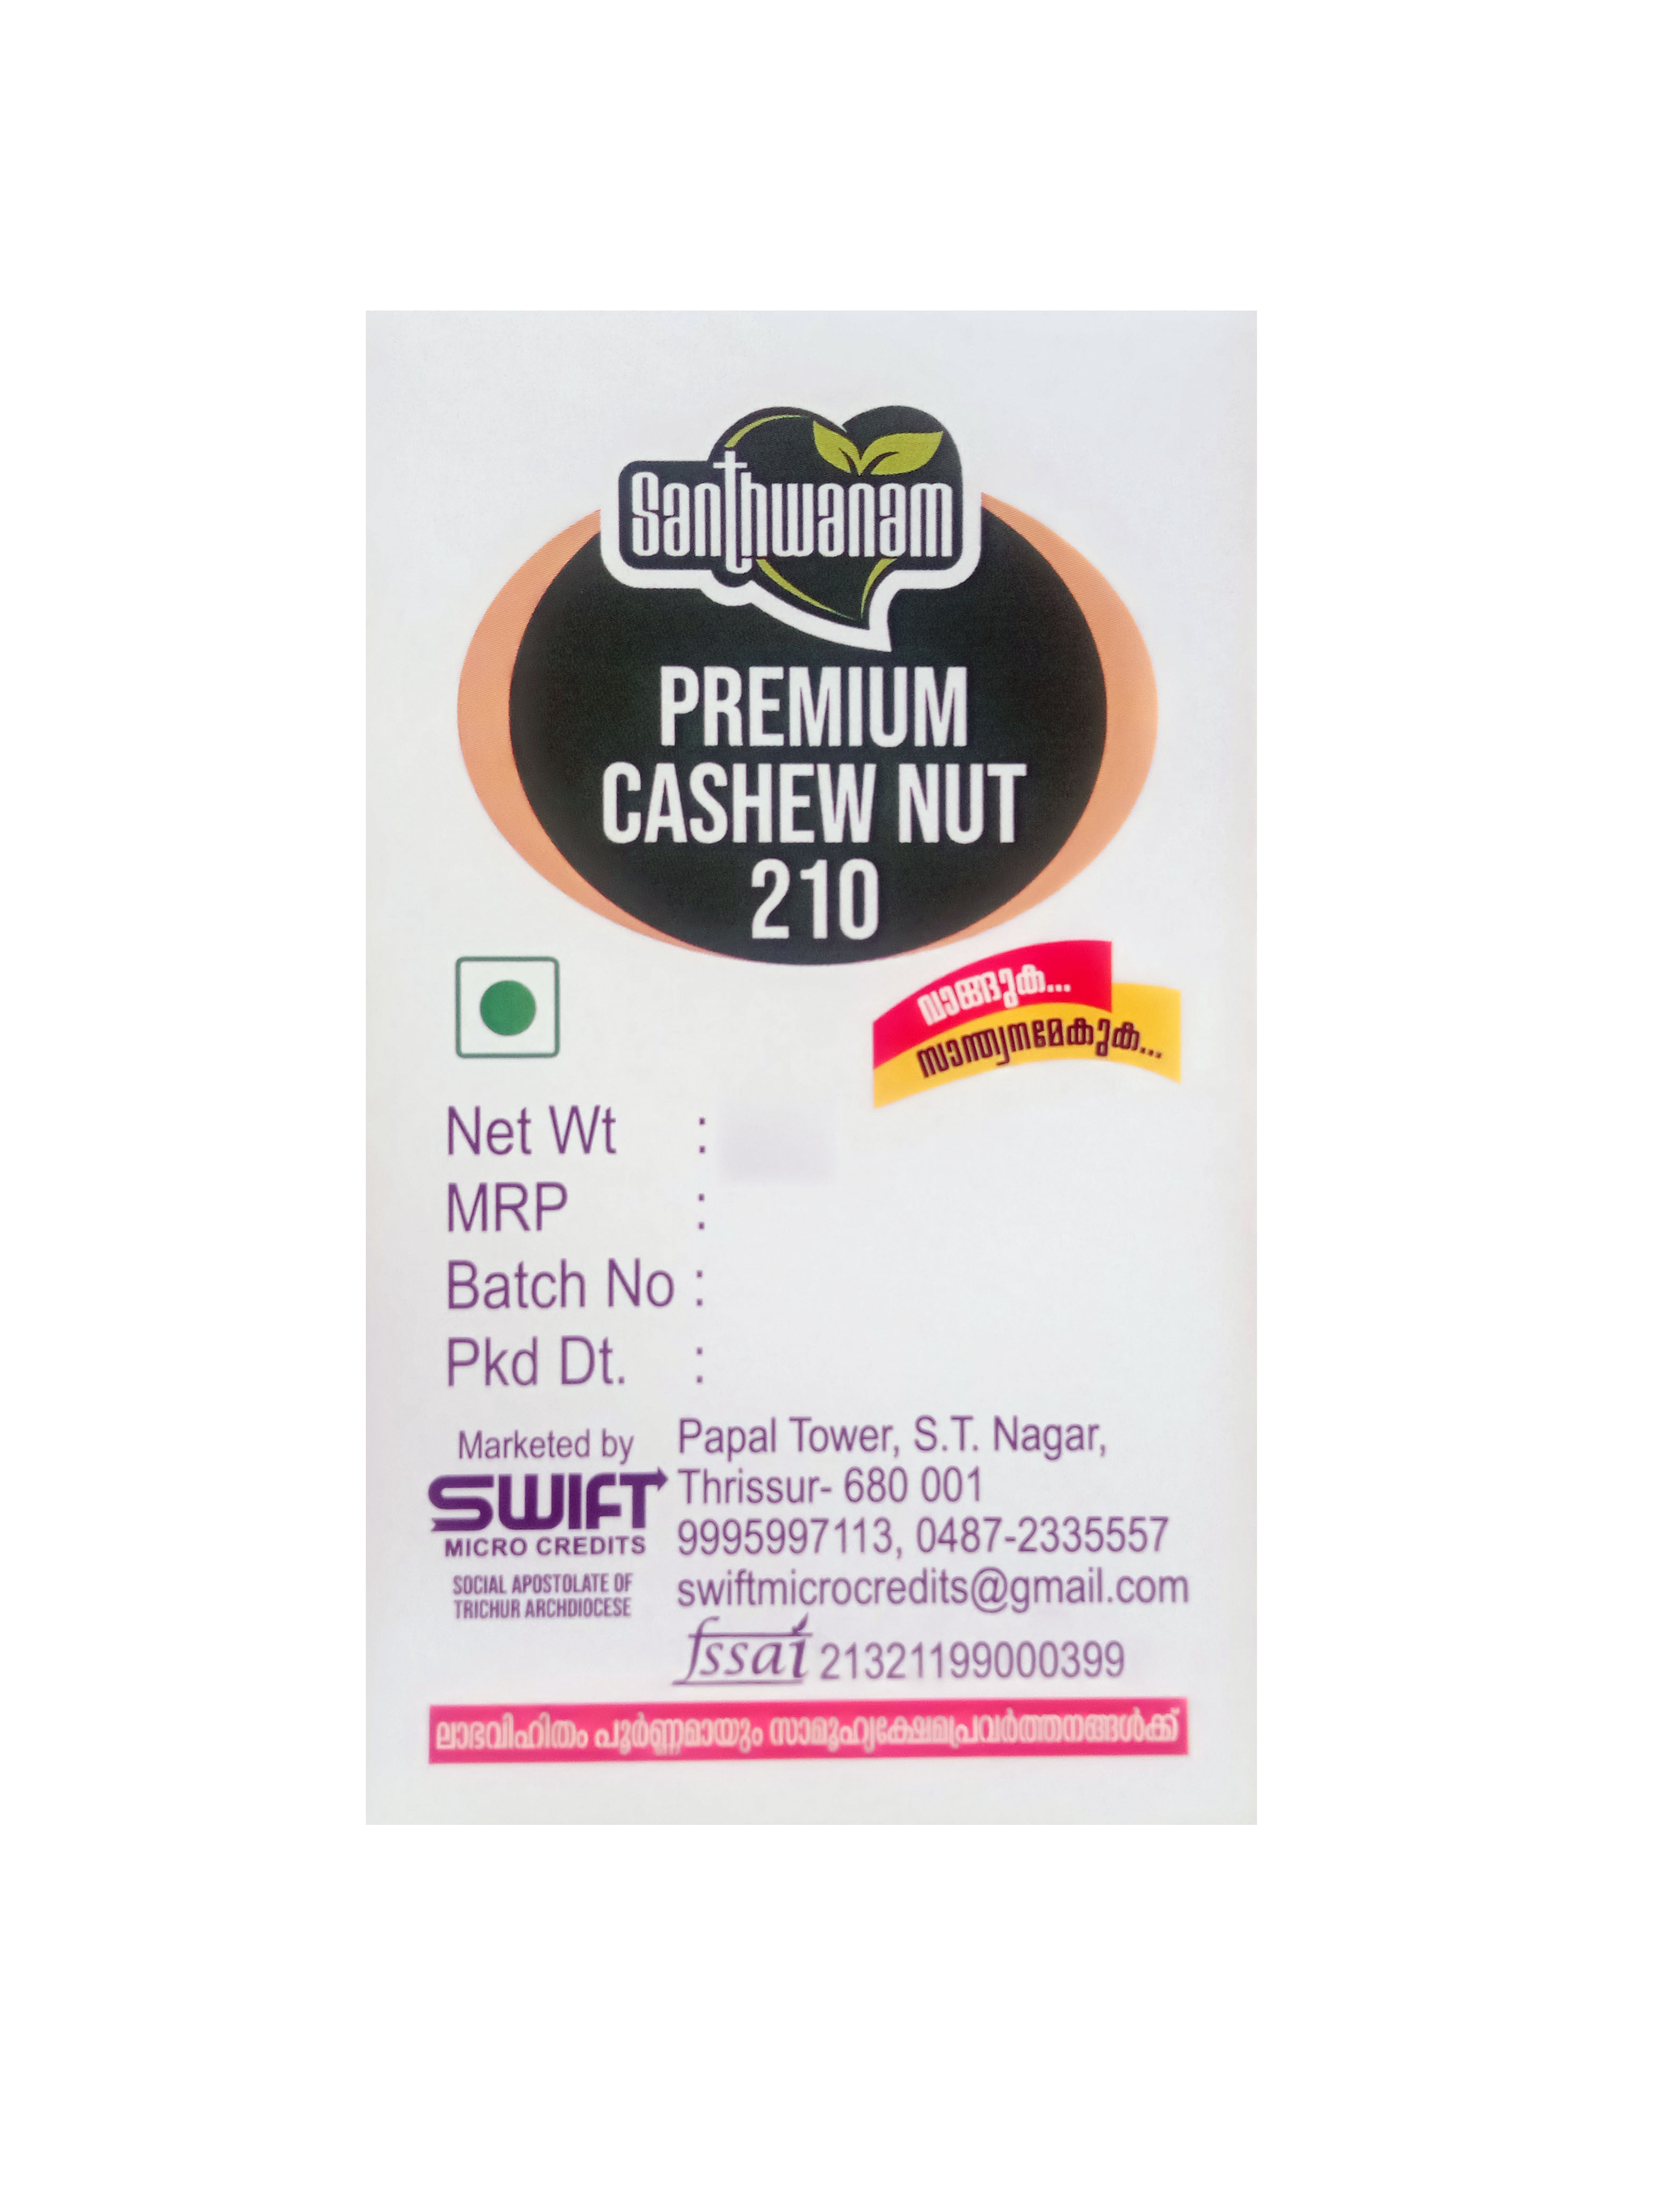 Santhwanam
PREMIUM
CASHEW NUT
210
വാങ്ങുക...
സാന്ത്വനമേകുക...
Net Wt :
MRP :
Batch No :
Pkd Dt. :
Marketed by
SWIFT
MICRO CREDITS
SOCIAL APOSTOLATE OF
TRICHUR ARCHDIOCESE
Papal Tower, S.T. Nagar,
Thrissur- 680 001
9995997113, 0487-2335557
swiftmicrocredits@gmail.com
fssai 21321199000399
ലാഭവിഹിതം പൂർണ്ണമായും സാമൂഹ്യക്ഷേമപ്രവർത്തനങ്ങൾക്ക്